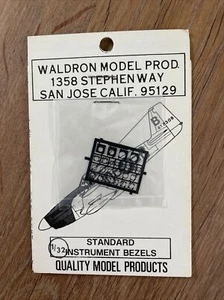 WALDRON MODEL PROD.
1358 STEPHEN WAY
SAN JOSE CALIF. 95129
B
1/32
STANDARD
INSTRUMENT BEZELS
QUALITY MODEL PRODUCTS